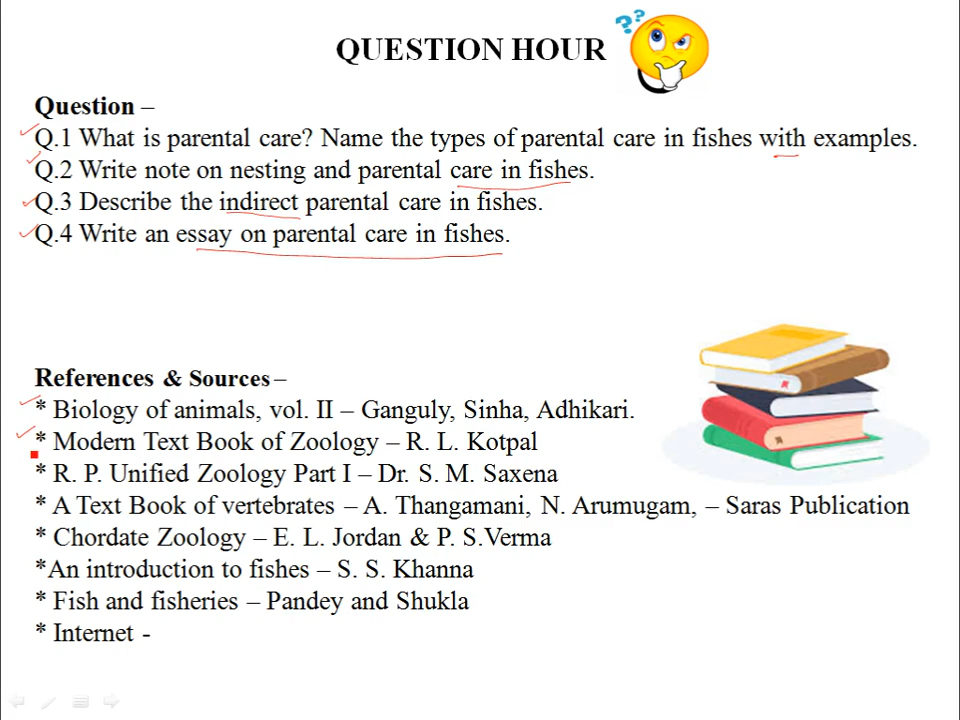 QUESTION HOUR
??
Question –
Q.1 What is parental care? Name the types of parental care in fishes with examples.
Q.2 Write note on nesting and parental care in fishes.
Q.3 Describe the indirect parental care in fishes.
Q.4 Write an essay on parental care in fishes.
References & Sources –
* Biology of animals, vol. II – Ganguly, Sinha, Adhikari.
* Modern Text Book of Zoology – R. L. Kotpal
* R. P. Unified Zoology Part I – Dr. S. M. Saxena
* A Text Book of vertebrates – A. Thangamani, N. Arumugam, – Saras Publication
* Chordate Zoology – E. L. Jordan & P. S.Verma
*An introduction to fishes – S. S. Khanna
* Fish and fisheries – Pandey and Shukla
* Internet -